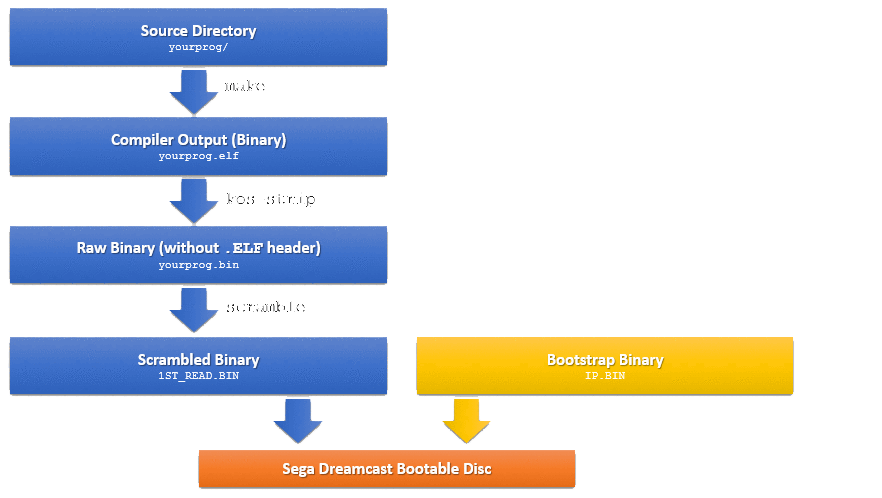 Source Directory
yourprog/
make
Compiler Output (Binary)
yourprog.elf
kos-strip
Raw Binary (without .ELF header)
yourprog.bin
scramble
Scrambled Binary
1ST_READ.BIN
Bootstrap Binary
IP.BIN
Sega Dreamcast Bootable Disc